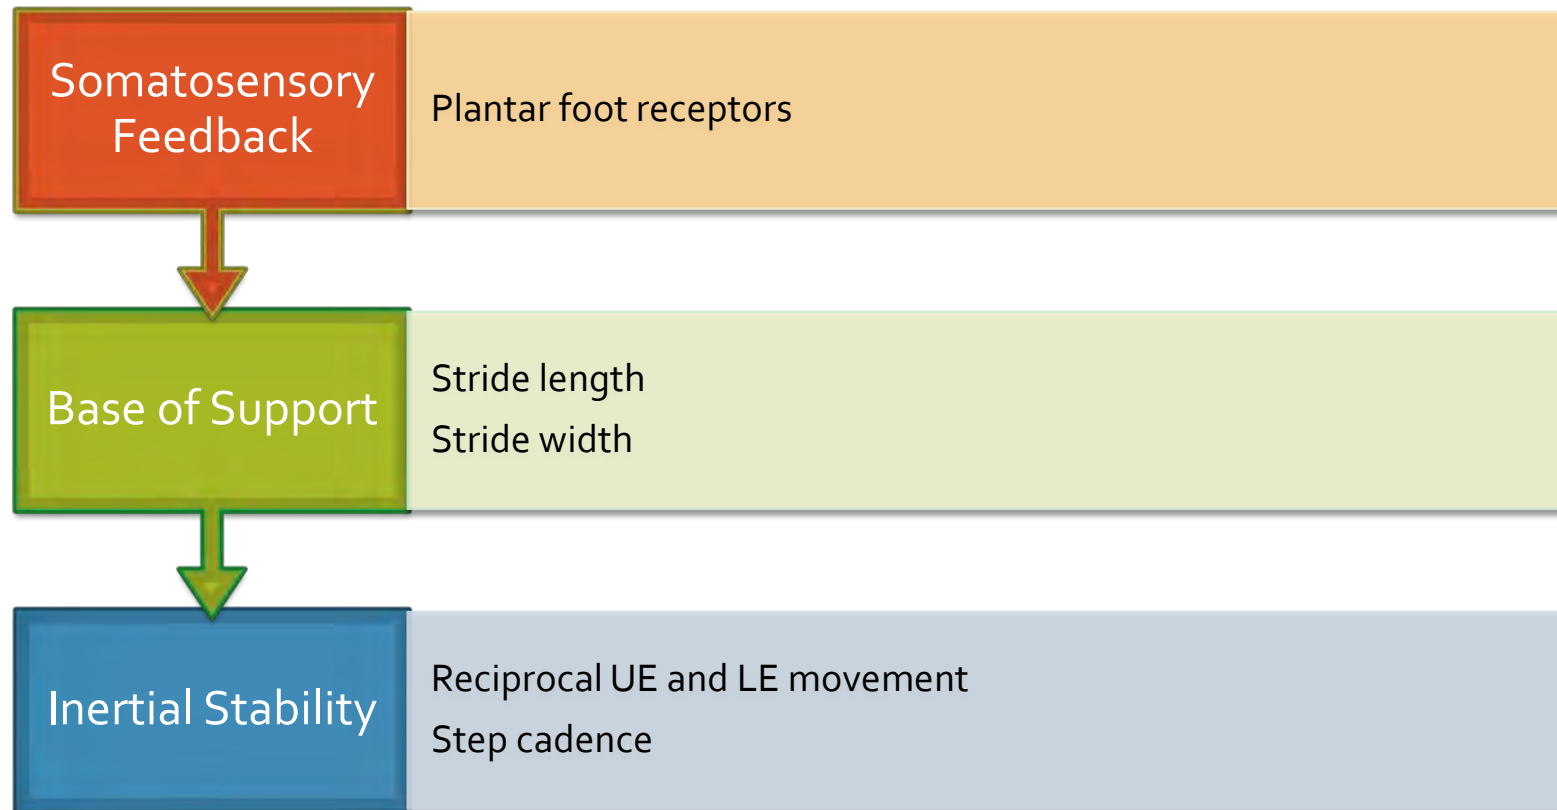 Somatosensory
Feedback
Plantar foot receptors
Base of Support
Stride length
Stride width
Inertial Stability
Reciprocal UE and LE movement
Step cadence